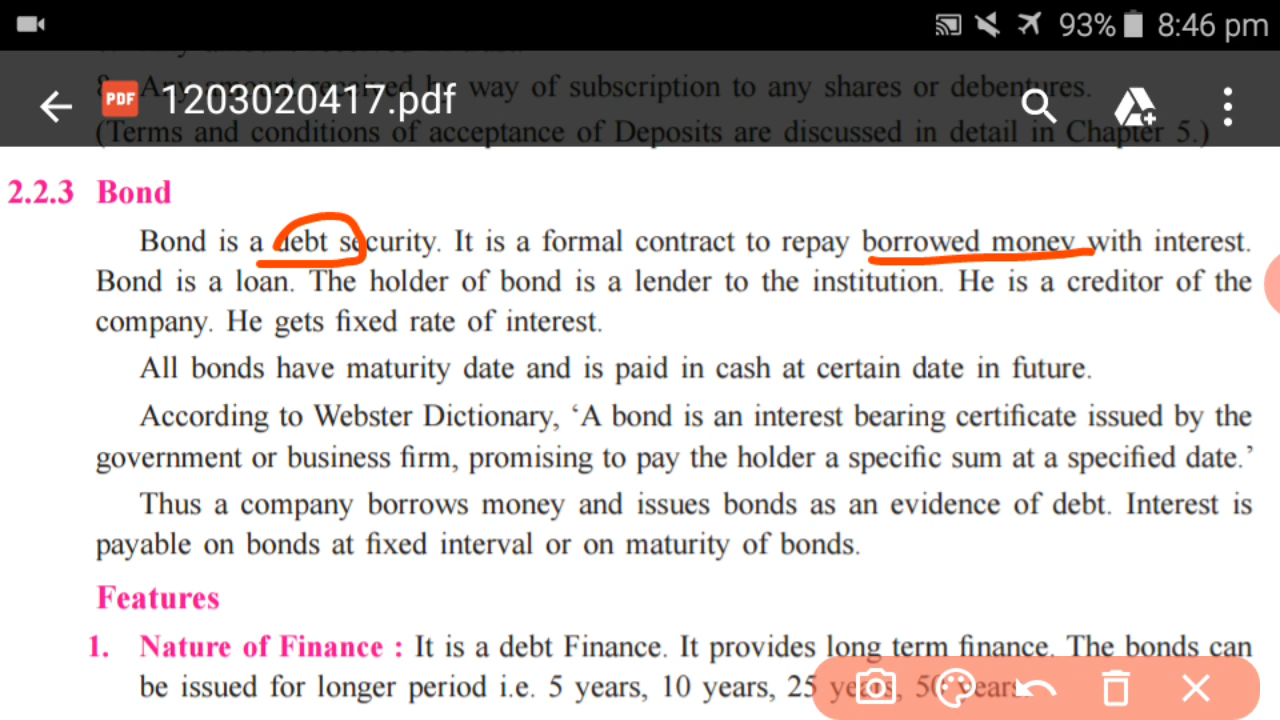 93% 8:46 pm
8. Any amount received by way of subscription to any shares or debentures.
PDF 1203020417.pdf
(Terms and conditions of acceptance of Deposits are discussed in detail in Chapter 5.)
2.2.3 Bond
Bond is a debt security. It is a formal contract to repay borrowed money with interest.
Bond is a loan. The holder of bond is a lender to the institution. He is a creditor of the
company. He gets fixed rate of interest.
All bonds have maturity date and is paid in cash at certain date in future.
According to Webster Dictionary, ‘A bond is an interest bearing certificate issued by the
government or business firm, promising to pay the holder a specific sum at a specified date.’
Thus a company borrows money and issues bonds as an evidence of debt. Interest is
payable on bonds at fixed interval or on maturity of bonds.
Features
1. Nature of Finance : It is a debt Finance. It provides long term finance. The bonds can
be issued for longer period i.e. 5 years, 10 years, 25 years, 50 years.